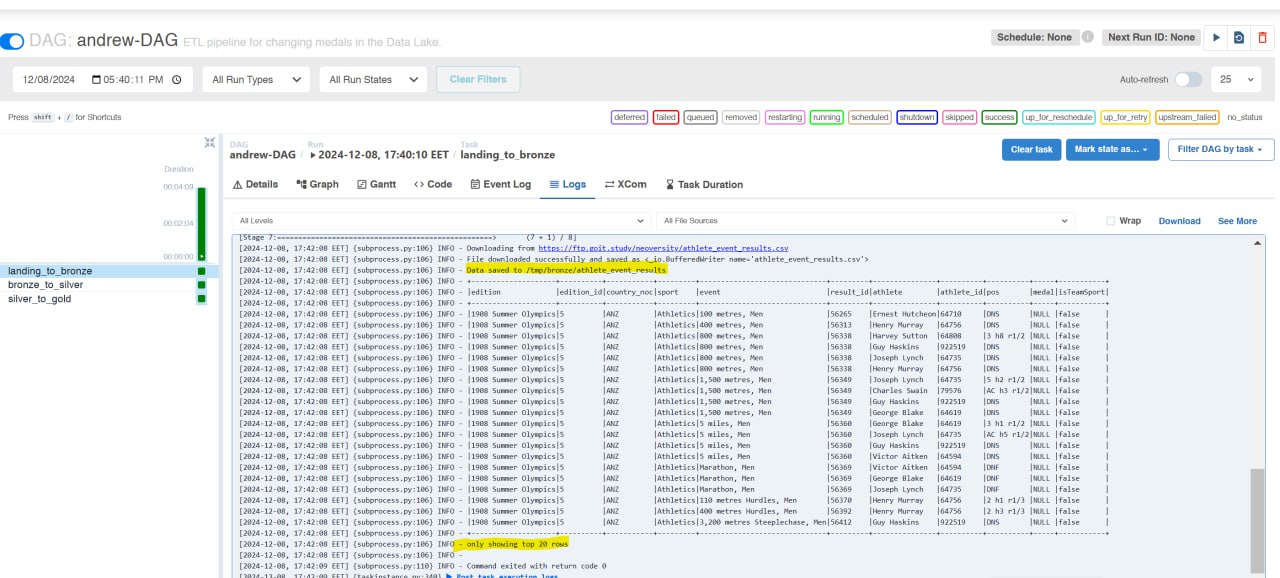 DAG: andrew-DAG ETL pipeline for changing medals in the Data Lake.
Schedule: None
Next Run ID: None
12/08/2024 05:40:11 PM
All Run Types
All Run States
Clear Filters
Auto-refresh
25
Press shift + / for Shortcuts
deferred failed queued removed restarting running scheduled shutdown skipped success up_for_reschedule up_for_retry upstream_failed no_status
DAG
andrew-DAG
/
Run
2024-12-08, 17:40:10 EET
/
Task
landing_to_bronze
Clear task
Mark state as...
Filter DAG by task
Duration
00:04:09
00:02:04
00:00:00
landing_to_bronze
bronze_to_silver
silver_to_gold
Details Graph Gantt <> Code Event Log Logs XCom Task Duration
All Levels
All File Sources
Wrap
Download
See More
[Stage 7:=================================================> (7 + 1) / 8]
[2024-12-08, 17:42:08 EET] {subprocess.py:106} INFO - Downloading from https://ftp.goit.study/neoversity/athlete_event_results.csv
[2024-12-08, 17:42:08 EET] {subprocess.py:106} INFO - File downloaded successfully and saved as <_io.BufferedWriter name='athlete_event_results.csv'>
[2024-12-08, 17:42:08 EET] {subprocess.py:106} INFO - Data saved to /tmp/bronze/athlete_event_results
[2024-12-08, 17:42:08 EET] {subprocess.py:106} INFO - +--------------------+----------+-----------+---------+------------------------------+---------+---------------+----------+----------+-----+-----------+
[2024-12-08, 17:42:08 EET] {subprocess.py:106} INFO - |edition |edition_id|country_noc|sport |event |result_id|athlete |athlete_id|pos |medal|isTeamSport|
[2024-12-08, 17:42:08 EET] {subprocess.py:106} INFO - +--------------------+----------+-----------+---------+------------------------------+---------+---------------+----------+----------+-----+-----------+
[2024-12-08, 17:42:08 EET] {subprocess.py:106} INFO - |1908 Summer Olympics|5 |ANZ |Athletics|100 metres, Men |56265 |Ernest Hutcheon|64710 |DNS |NULL |false |
[2024-12-08, 17:42:08 EET] {subprocess.py:106} INFO - |1908 Summer Olympics|5 |ANZ |Athletics|400 metres, Men |56313 |Henry Murray |64756 |DNS |NULL |false |
[2024-12-08, 17:42:08 EET] {subprocess.py:106} INFO - |1908 Summer Olympics|5 |ANZ |Athletics|800 metres, Men |56338 |Harvey Sutton |64808 |3 h8 r1/2 |NULL |false |
[2024-12-08, 17:42:08 EET] {subprocess.py:106} INFO - |1908 Summer Olympics|5 |ANZ |Athletics|800 metres, Men |56338 |Guy Haskins |922519 |DNS |NULL |false |
[2024-12-08, 17:42:08 EET] {subprocess.py:106} INFO - |1908 Summer Olympics|5 |ANZ |Athletics|800 metres, Men |56338 |Joseph Lynch |64735 |DNS |NULL |false |
[2024-12-08, 17:42:08 EET] {subprocess.py:106} INFO - |1908 Summer Olympics|5 |ANZ |Athletics|800 metres, Men |56338 |Henry Murray |64756 |DNS |NULL |false |
[2024-12-08, 17:42:08 EET] {subprocess.py:106} INFO - |1908 Summer Olympics|5 |ANZ |Athletics|1,500 metres, Men |56349 |Joseph Lynch |64735 |5 h2 r1/2 |NULL |false |
[2024-12-08, 17:42:08 EET] {subprocess.py:106} INFO - |1908 Summer Olympics|5 |ANZ |Athletics|1,500 metres, Men |56349 |Charles Swain |79576 |AC h3 r1/2|NULL |false |
[2024-12-08, 17:42:08 EET] {subprocess.py:106} INFO - |1908 Summer Olympics|5 |ANZ |Athletics|1,500 metres, Men |56349 |Guy Haskins |922519 |DNS |NULL |false |
[2024-12-08, 17:42:08 EET] {subprocess.py:106} INFO - |1908 Summer Olympics|5 |ANZ |Athletics|1,500 metres, Men |56349 |George Blake |64619 |DNS |NULL |false |
[2024-12-08, 17:42:08 EET] {subprocess.py:106} INFO - |1908 Summer Olympics|5 |ANZ |Athletics|5 miles, Men |56360 |George Blake |64619 |3 h1 r1/2 |NULL |false |
[2024-12-08, 17:42:08 EET] {subprocess.py:106} INFO - |1908 Summer Olympics|5 |ANZ |Athletics|5 miles, Men |56360 |Joseph Lynch |64735 |AC h5 r1/2|NULL |false |
[2024-12-08, 17:42:08 EET] {subprocess.py:106} INFO - |1908 Summer Olympics|5 |ANZ |Athletics|5 miles, Men |56360 |Guy Haskins |922519 |DNS |NULL |false |
[2024-12-08, 17:42:08 EET] {subprocess.py:106} INFO - |1908 Summer Olympics|5 |ANZ |Athletics|5 miles, Men |56360 |Victor Aitken |64594 |DNS |NULL |false |
[2024-12-08, 17:42:08 EET] {subprocess.py:106} INFO - |1908 Summer Olympics|5 |ANZ |Athletics|Marathon, Men |56369 |Victor Aitken |64594 |DNF |NULL |false |
[2024-12-08, 17:42:08 EET] {subprocess.py:106} INFO - |1908 Summer Olympics|5 |ANZ |Athletics|Marathon, Men |56369 |George Blake |64619 |DNF |NULL |false |
[2024-12-08, 17:42:08 EET] {subprocess.py:106} INFO - |1908 Summer Olympics|5 |ANZ |Athletics|Marathon, Men |56369 |Joseph Lynch |64735 |DNF |NULL |false |
[2024-12-08, 17:42:08 EET] {subprocess.py:106} INFO - |1908 Summer Olympics|5 |ANZ |Athletics|110 metres Hurdles, Men |56370 |Henry Murray |64756 |2 h1 r1/3 |NULL |false |
[2024-12-08, 17:42:08 EET] {subprocess.py:106} INFO - |1908 Summer Olympics|5 |ANZ |Athletics|400 metres Hurdles, Men |56392 |Henry Murray |64756 |2 h3 r1/3 |NULL |false |
[2024-12-08, 17:42:08 EET] {subprocess.py:106} INFO - |1908 Summer Olympics|5 |ANZ |Athletics|3,200 metres Steeplechase, Men|56412 |Guy Haskins |922519 |DNS |NULL |false |
[2024-12-08, 17:42:08 EET] {subprocess.py:106} INFO - +--------------------+----------+-----------+---------+------------------------------+---------+---------------+----------+----------+-----+-----------+
[2024-12-08, 17:42:08 EET] {subprocess.py:106} INFO - only showing top 20 rows
[2024-12-08, 17:42:08 EET] {subprocess.py:106} INFO -
[2024-12-08, 17:42:09 EET] {subprocess.py:110} INFO - Command exited with return code 0
[2024-12-08, 17:42:09 EET] {taskinstance.py:340} ▶ Post task execution logs